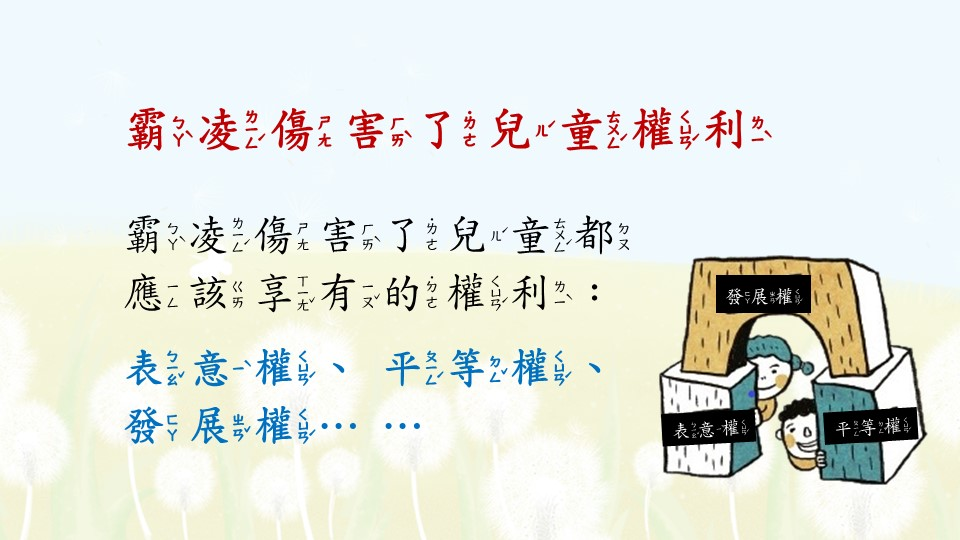 霸凌傷害了兒童權利
霸凌傷害了兒童都
應該享有的權利：
表意權、平等權、
發展權……
發展權
表意權
平等權